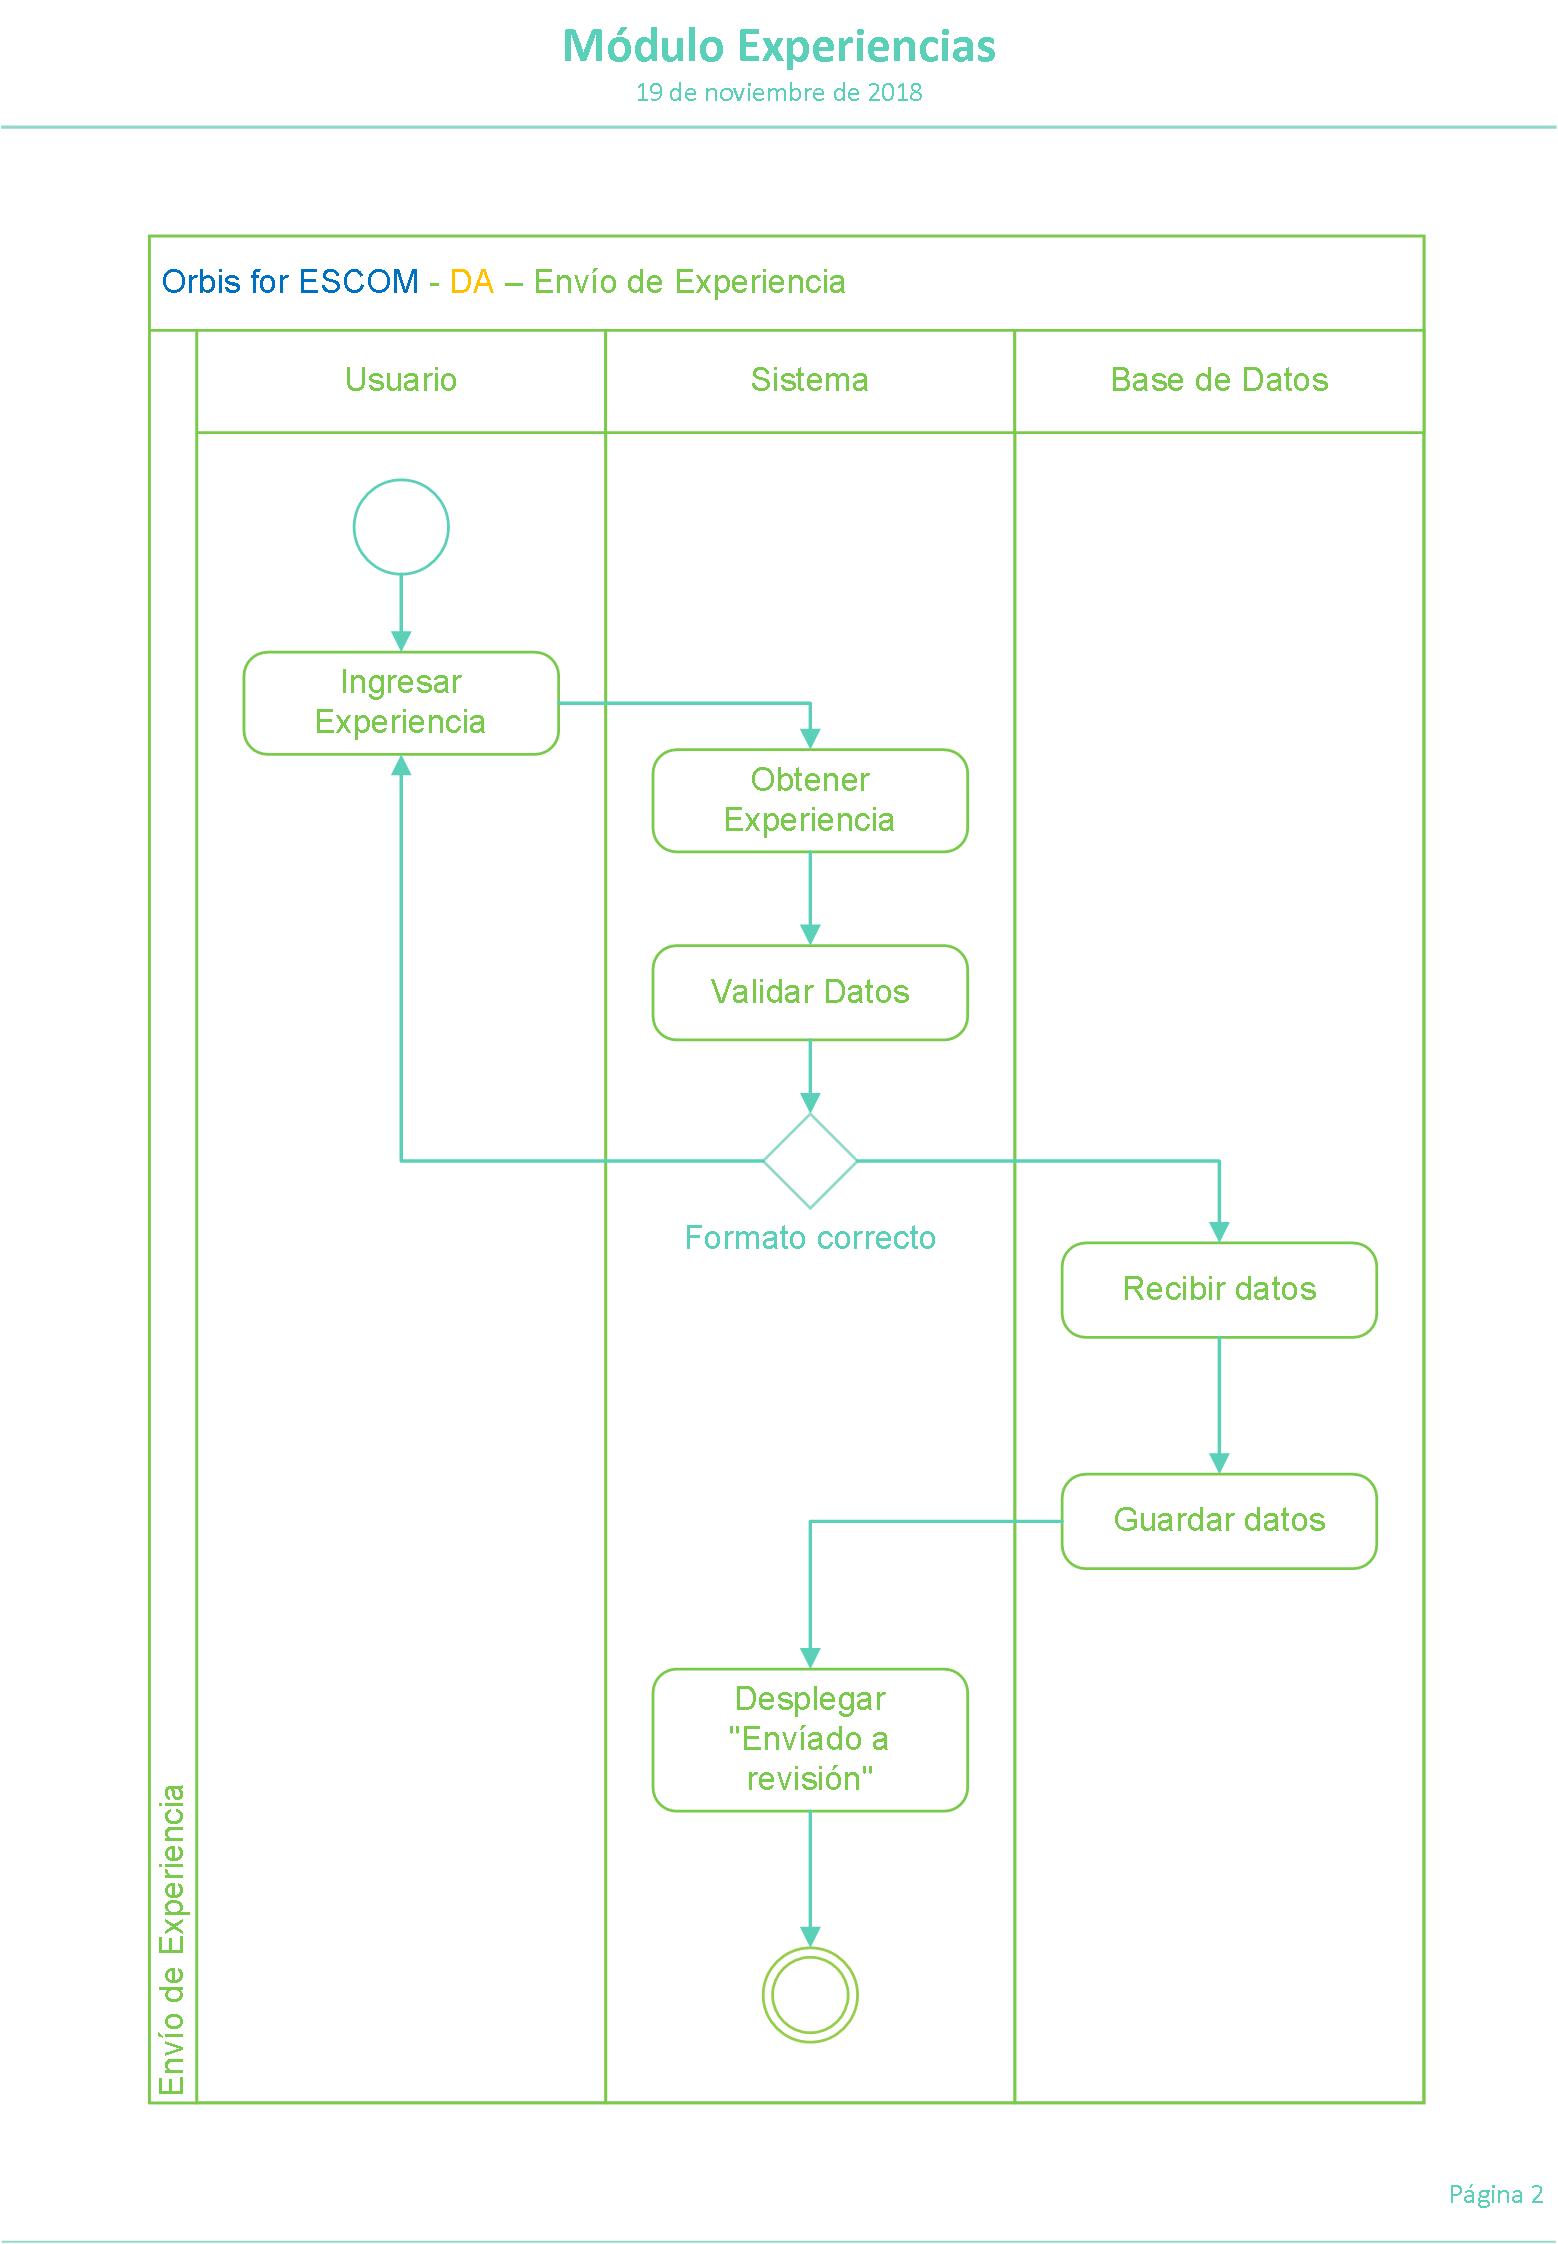 Módulo Experiencias
19 de noviembre de 2018
Orbis for ESCOM - DA – Envío de Experiencia
Usuario
Sistema
Base de Datos
Ingresar
Experiencia
Obtener
Experiencia
Validar Datos
Formato correcto
Recibir datos
Guardar datos
Desplegar
"Envíado a
revisión"
Envío de Experiencia
Página 2